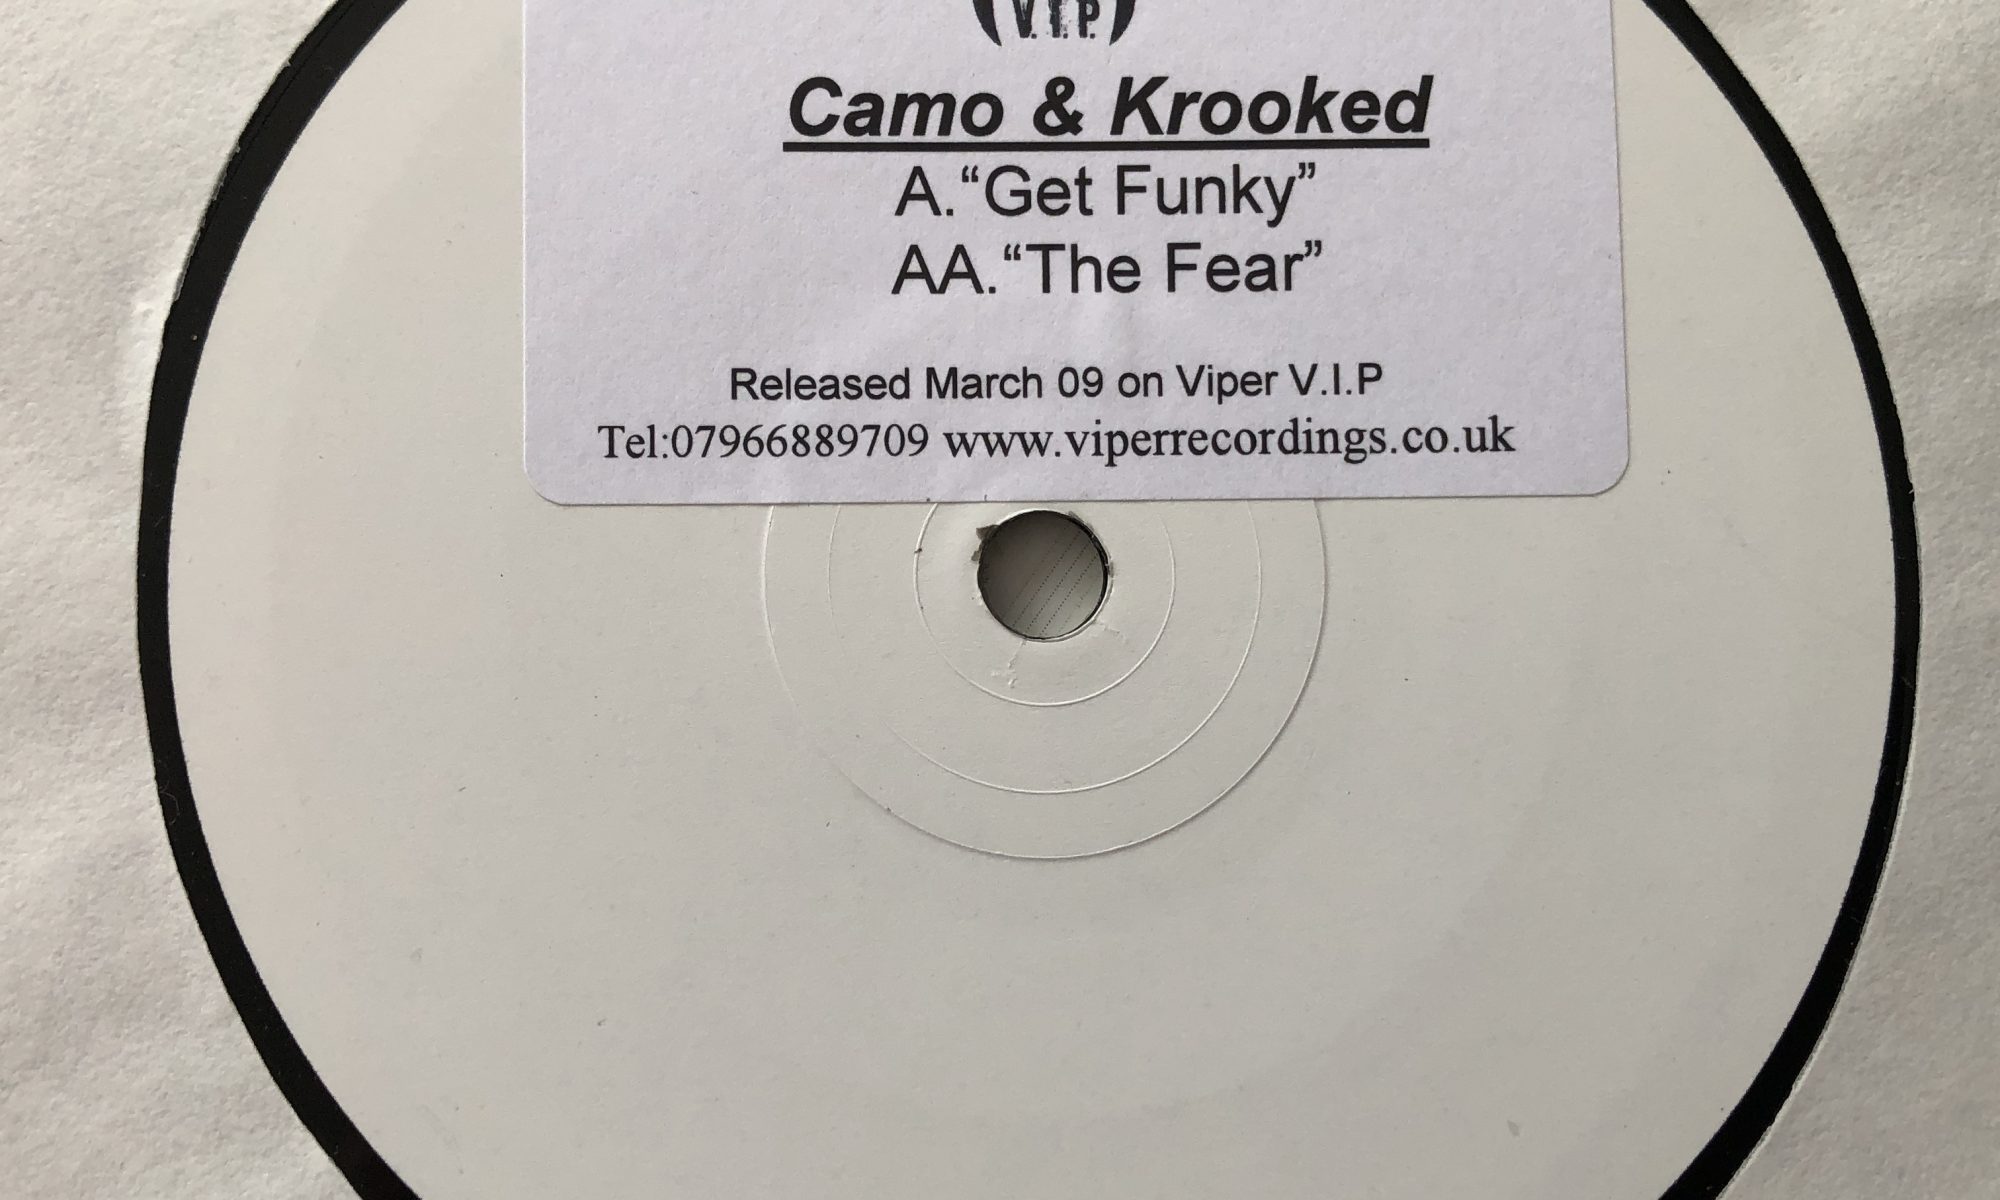 V.I.P.
Camo & Krooked
A.“Get Funky”
AA.“The Fear”
Released March 09 on Viper V.I.P
Tel:07966889709 www.viperrecordings.co.uk